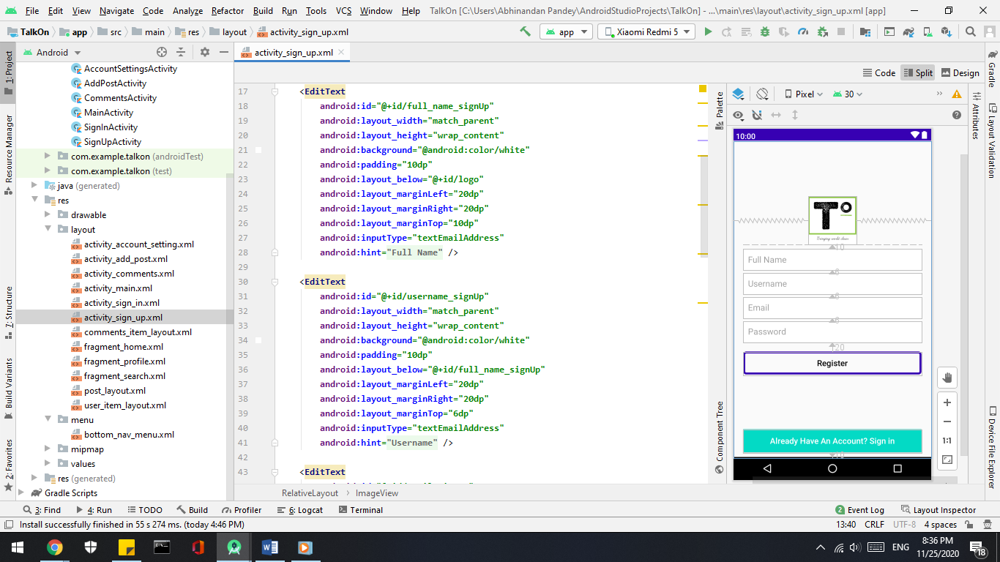 File Edit View Navigate Code Analyze Refactor Build Run Tools VCS Window Help TalkOn [C:\Users\Abhinandan Pandey\AndroidStudioProjects\TalkOn] - ...\main\res\layout\activity_sign_up.xml [app]
TalkOn app src main res layout activity_sign_up.xml app Xiaomi Redmi 5
Android
activity_sign_up.xml
Code Split Design
1: Project
Resource Manager
7: Structure
Build Variants
2: Favorites
AccountSettingsActivity
AddPostActivity
CommentsActivity
MainActivity
SignInActivity
SignUpActivity
com.example.talkon (androidTest)
com.example.talkon (test)
java (generated)
res
drawable
layout
activity_account_setting.xml
activity_add_post.xml
activity_comments.xml
activity_main.xml
activity_sign_in.xml
activity_sign_up.xml
comments_item_layout.xml
fragment_home.xml
fragment_profile.xml
fragment_search.xml
post_layout.xml
user_item_layout.xml
menu
bottom_nav_menu.xml
mipmap
values
res (generated)
Gradle Scripts
17 <EditText
18 android:id="@+id/full_name_signUp"
19 android:layout_width="match_parent"
20 android:layout_height="wrap_content"
21 android:background="@android:color/white"
22 android:padding="10dp"
23 android:layout_below="@+id/logo"
24 android:layout_marginLeft="20dp"
25 android:layout_marginRight="20dp"
26 android:layout_marginTop="10dp"
27 android:inputType="textEmailAddress"
28 android:hint="Full Name" />
29
30 <EditText
31 android:id="@+id/username_signUp"
32 android:layout_width="match_parent"
33 android:layout_height="wrap_content"
34 android:background="@android:color/white"
35 android:padding="10dp"
36 android:layout_below="@+id/full_name_signUp"
37 android:layout_marginLeft="20dp"
38 android:layout_marginRight="20dp"
39 android:layout_marginTop="6dp"
40 android:inputType="textEmailAddress"
41 android:hint="Username" />
42
43 <EditText
RelativeLayout ImageView
Palette
Component Tree
Pixel 30
10:00
T
10
Full Name
6
Username
6
Email
6
Password
20
Register
Already Have An Account? Sign in
1:1
Attributes
Gradle
Layout Validation
Device File Explorer
3: Find 4: Run TODO Build Profiler 6: Logcat Terminal 2 Event Log Layout Inspector
Install successfully finished in 55 s 274 ms. (today 4:46 PM) 13:40 CRLF UTF-8 4 spaces
ENG 8:36 PM
11/25/2020
18